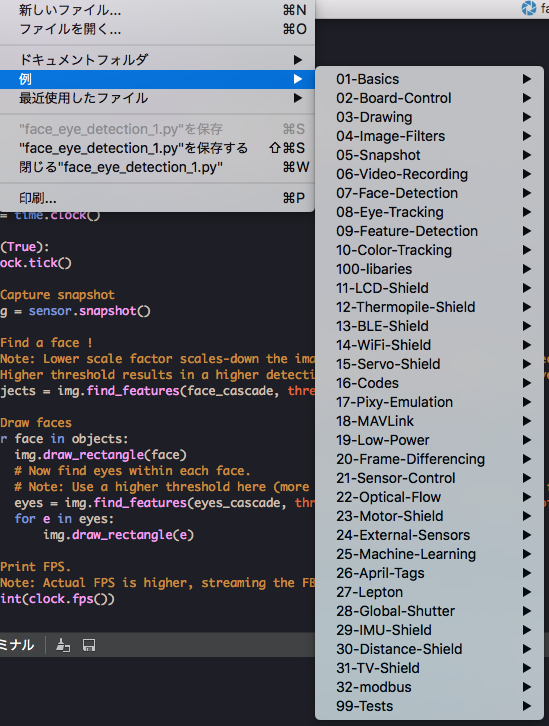 新しいファイル... ⌘N
ファイルを開く... ⌘O
ドキュメントフォルダ
例
最近使用したファイル
"face_eye_detection_1.py"を保存 ⌘S
"face_eye_detection_1.py"を保存する ⇧⌘S
閉じる"face_eye_detection_1.py" ⌘W
印刷... ⌘P
01-Basics
02-Board-Control
03-Drawing
04-Image-Filters
05-Snapshot
06-Video-Recording
07-Face-Detection
08-Eye-Tracking
09-Feature-Detection
10-Color-Tracking
100-libaries
11-LCD-Shield
12-Thermopile-Shield
13-BLE-Shield
14-WiFi-Shield
15-Servo-Shield
16-Codes
17-Pixy-Emulation
18-MAVLink
19-Low-Power
20-Frame-Differencing
21-Sensor-Control
22-Optical-Flow
23-Motor-Shield
24-External-Sensors
25-Machine-Learning
26-April-Tags
27-Lepton
28-Global-Shutter
29-IMU-Shield
30-Distance-Shield
31-TV-Shield
32-modbus
99-Tests
fa
= time.clock()
(True):
ock.tick()
Capture snapshot
g = sensor.snapshot()
Find a face !
Note: Lower scale factor scales-down the ima
Higher threshold results in a higher detecti
jects = img.find_features(face_cascade, thre
Draw faces
r face in objects:
img.draw_rectangle(face)
# Now find eyes within each face.
# Note: Use a higher threshold here (more
eyes = img.find_features(eyes_cascade, thr
for e in eyes:
img.draw_rectangle(e)
Print FPS.
Note: Actual FPS is higher, streaming the FB
int(clock.fps())
ミナル